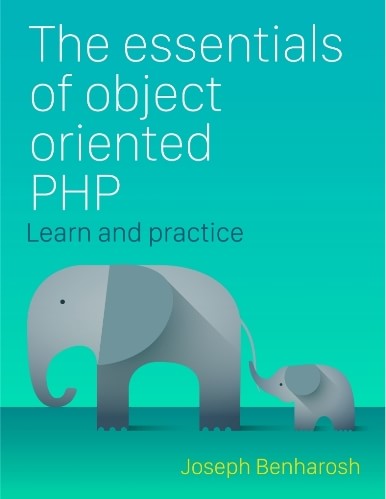 The essentials
of object
oriented
PHP
Learn and practice
Joseph Benharosh